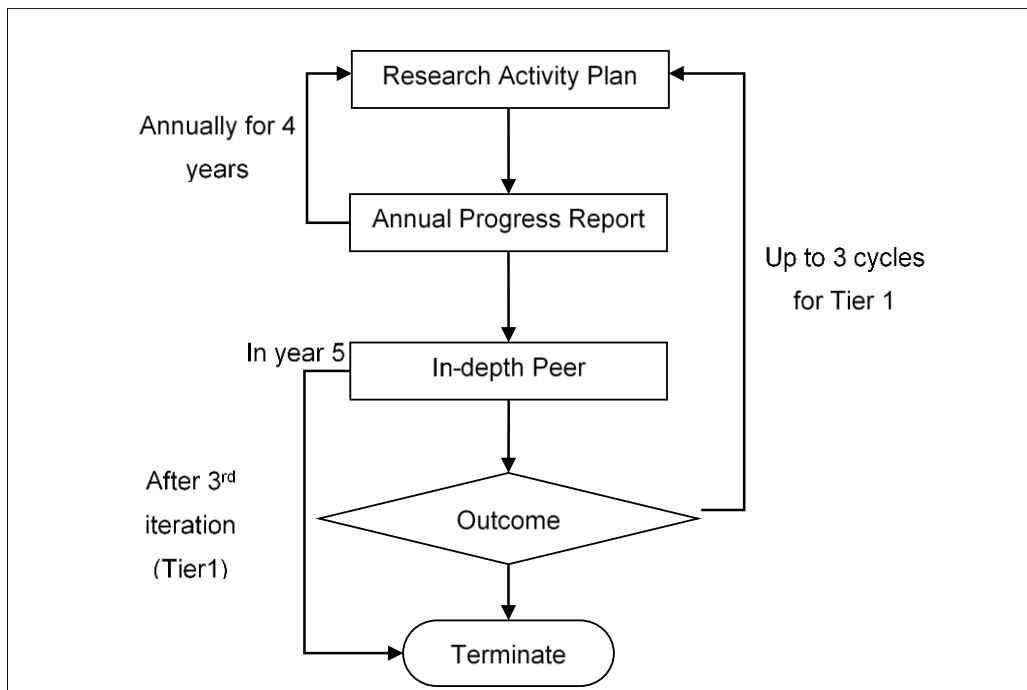 Research Activity Plan
Annually for 4
years
Annual Progress Report
Up to 3 cycles
for Tier 1
In year 5
In-depth Peer
After 3rd
iteration
(Tier1)
Outcome
Terminate